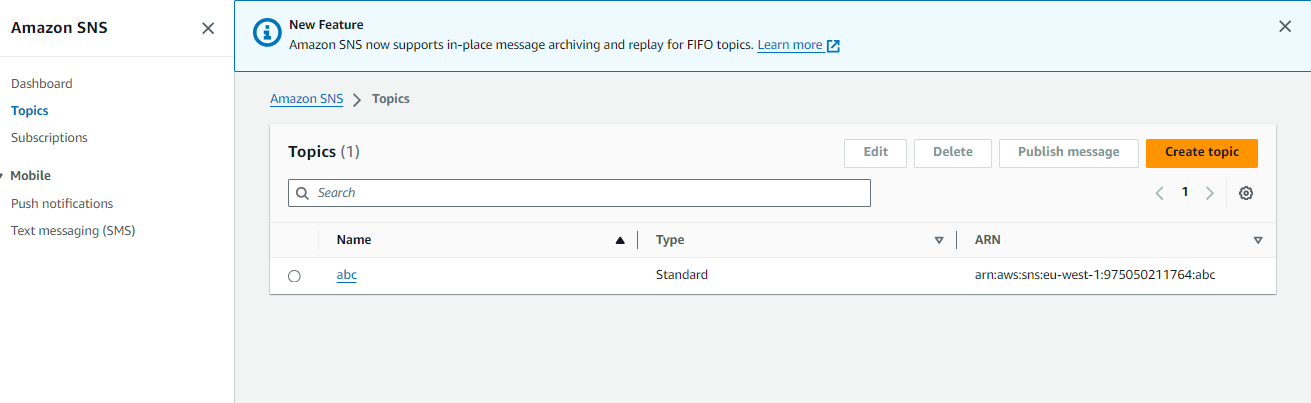 Amazon SNS
New Feature
Amazon SNS now supports in-place message archiving and replay for FIFO topics. Learn more
Dashboard
Topics
Subscriptions
Mobile
Push notifications
Text messaging (SMS)
Amazon SNS > Topics
Topics (1)
Edit Delete Publish message Create topic
Search
1
Name Type ARN
abc Standard arn:aws:sns:eu-west-1:975050211764:abc